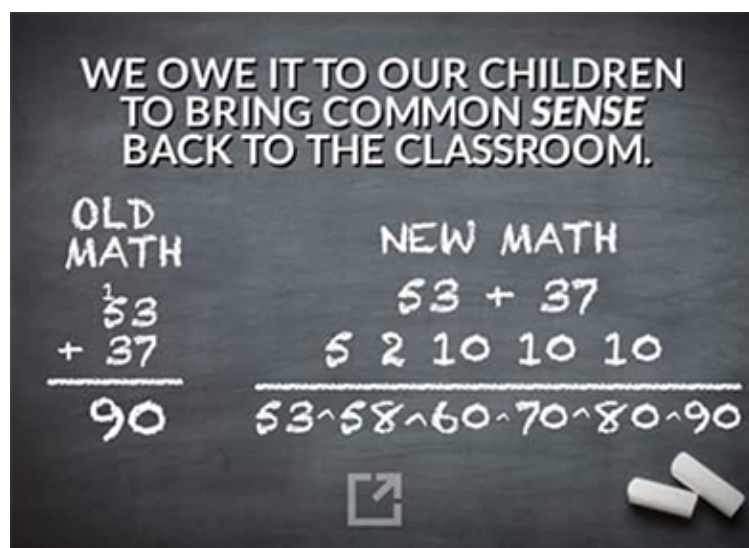 WE OWE IT TO OUR CHILDREN
TO BRING COMMON SENSE
BACK TO THE CLASSROOM.
OLD
MATH
1
53
+ 37
90
NEW MATH
53 + 37
5 2 10 10 10
53^58^60^70^80^90